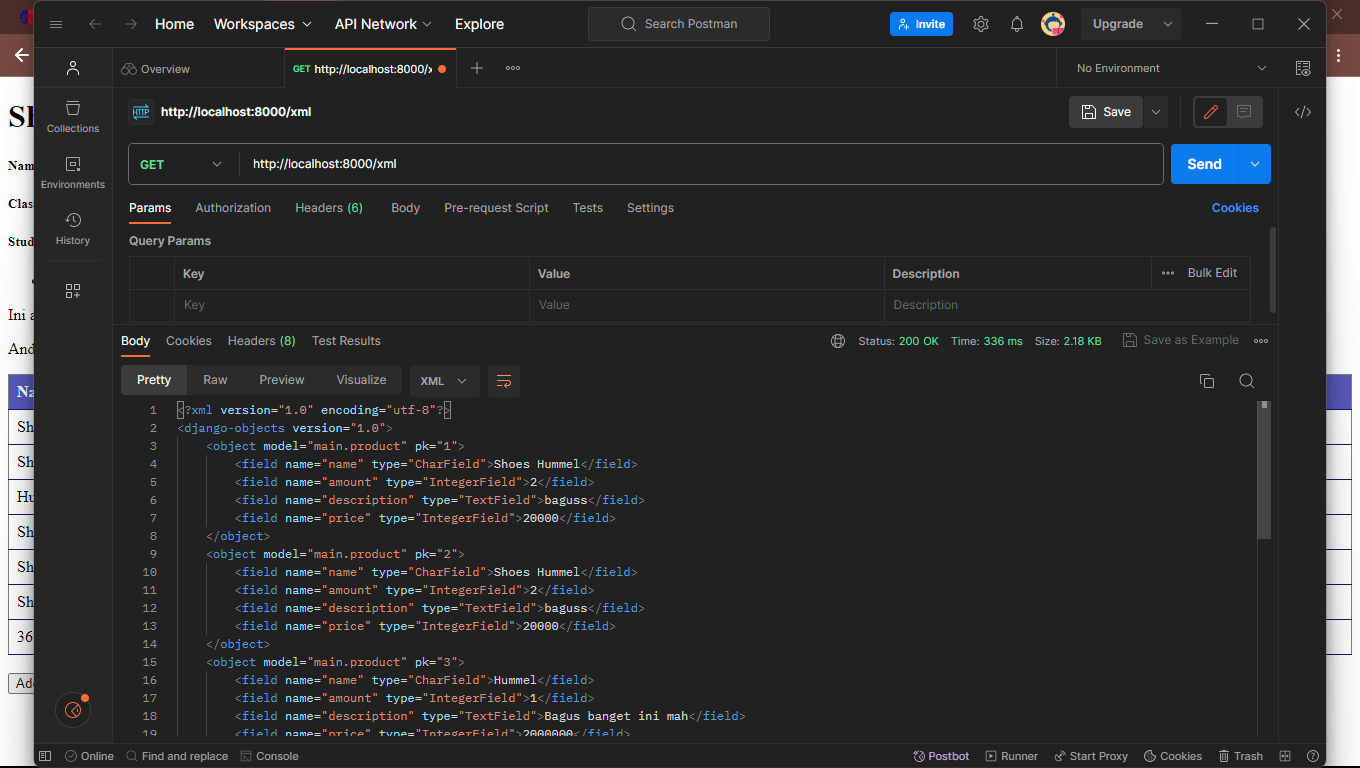 Home Workspaces API Network Explore Search Postman Invite Upgrade
Overview GET http://localhost:8000/x No Environment
HTTP http://localhost:8000/xml Save
Collections
Environments
History
GET http://localhost:8000/xml Send
Params Authorization Headers (6) Body Pre-request Script Tests Settings Cookies
Query Params
Key Value Description Bulk Edit
Key Value Description
Ini
Body Cookies Headers (8) Test Results Status: 200 OK Time: 336 ms Size: 2.18 KB Save as Example
Pretty Raw Preview Visualize XML
1 <?xml version="1.0" encoding="utf-8"?>
2 <django-objects version="1.0">
3 <object model="main.product" pk="1">
4 <field name="name" type="CharField">Shoes Hummel</field>
5 <field name="amount" type="IntegerField">2</field>
6 <field name="description" type="TextField">baguss</field>
7 <field name="price" type="IntegerField">20000</field>
8 </object>
9 <object model="main.product" pk="2">
10 <field name="name" type="CharField">Shoes Hummel</field>
11 <field name="amount" type="IntegerField">2</field>
12 <field name="description" type="TextField">baguss</field>
13 <field name="price" type="IntegerField">20000</field>
14 </object>
15 <object model="main.product" pk="3">
16 <field name="name" type="CharField">Hummel</field>
17 <field name="amount" type="IntegerField">1</field>
18 <field name="description" type="TextField">Bagus banget ini mah</field>
19 <field name="price" type="IntegerField">2000000</field>
Online Find and replace Console Postbot Runner Start Proxy Cookies Trash